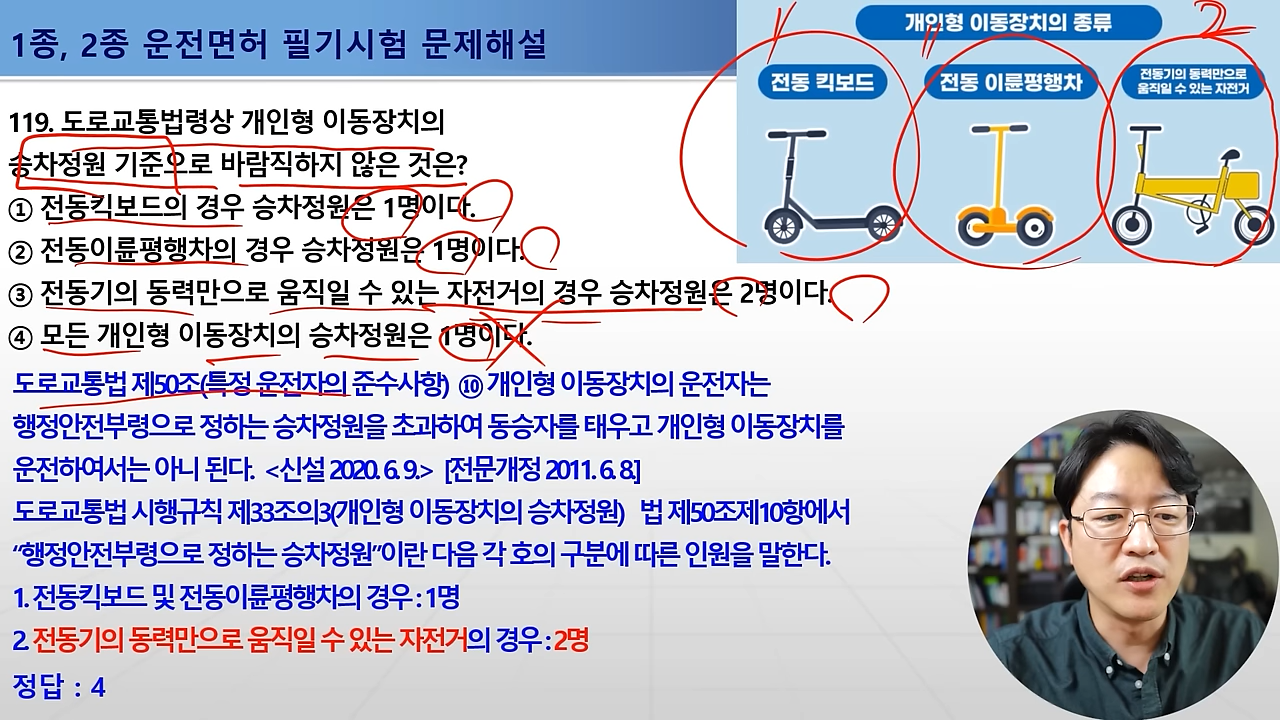 1종, 2종 운전면허 필기시험 문제해설
119. 도로교통법령상 개인형 이동장치의
승차정원 기준으로 바람직하지 않은 것은?
① 전동킥보드의 경우 승차정원은 1명이다.
② 전동이륜평행차의 경우 승차정원은 1명이다.
③ 전동기의 동력만으로 움직일 수 있는 자전거의 경우 승차정원은 2명이다.
④ 모든 개인형 이동장치의 승차정원은 1명이다.
도로교통법 제50조(특정 운전자의 준수사항) ⑩ 개인형 이동장치의 운전자는
행정안전부령으로 정하는 승차정원을 초과하여 동승자를 태우고 개인형 이동장치를
운전하여서는 아니 된다. <신설 2020. 6. 9.> [전문개정 2011. 6. 8.]
도로교통법 시행규칙 제33조의3(개인형 이동장치의 승차정원) 법 제50조제10항에서
“행정안전부령으로 정하는 승차정원”이란 다음 각 호의 구분에 따른 인원을 말한다.
1. 전동킥보드 및 전동이륜평행차의 경우 : 1명
2. 전동기의 동력만으로 움직일 수 있는 자전거의 경우 : 2명
정답 : 4
개인형 이동장치의 종류
1
2
전동 킥보드
전동 이륜평행차
전동기의 동력만으로
움직일 수 있는 자전거